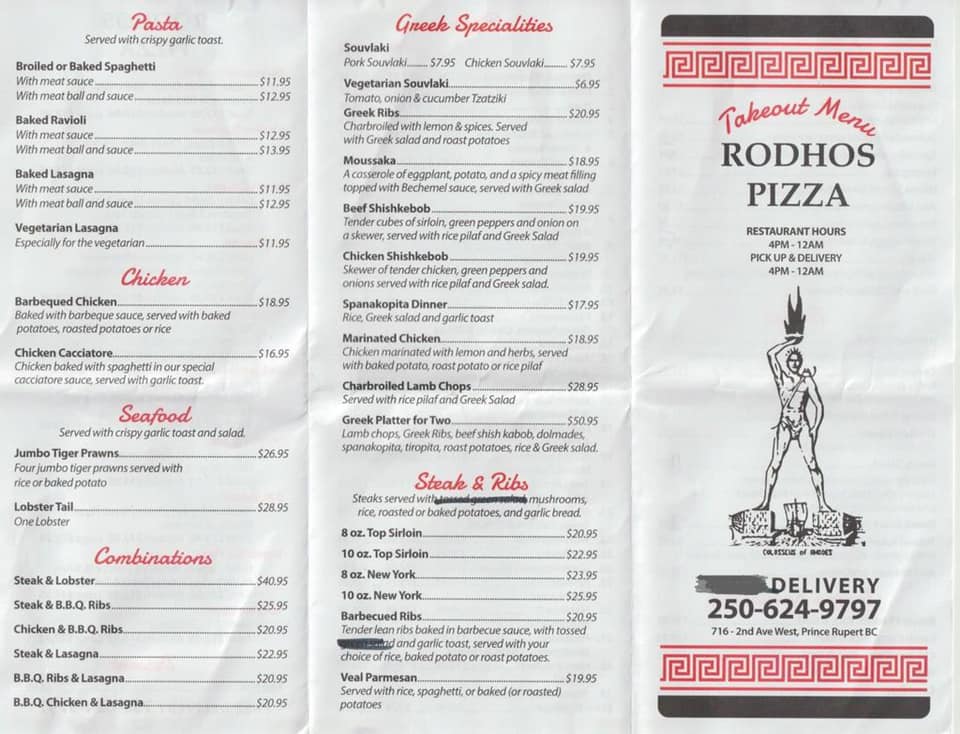 Pasta
Served with crispy garlic toast.
Broiled or Baked Spaghetti
With meat sauce $11.95
With meat ball and sauce $12.95
Baked Ravioli
With meat sauce $12.95
With meat ball and sauce $13.95
Baked Lasagna
With meat sauce $11.95
With meat ball and sauce $12.95
Vegetarian Lasagna
Especially for the vegetarian $11.95
Chicken
Barbequed Chicken $18.95
Baked with barbeque sauce, served with baked
potatoes, roasted potatoes or rice
Chicken Cacciatore $16.95
Chicken baked with spaghetti in our special
cacciatore sauce, served with garlic toast.
Seafood
Served with crispy garlic toast and salad.
Jumbo Tiger Prawns $26.95
Four jumbo tiger prawns served with
rice or baked potato
Lobster Tail $28.95
One Lobster
Combinations
Steak & Lobster $40.95
Steak & B.B.Q. Ribs $25.95
Chicken & B.B.Q. Ribs $20.95
Steak & Lasagna $22.95
B.B.Q. Ribs & Lasagna $20.95
B.B.Q. Chicken & Lasagna $20.95
Greek Specialities
Souvlaki
Pork Souvlaki $7.95 Chicken Souvlaki $7.95
Vegetarian Souvlaki $6.95
Tomato, onion & cucumber Tzatziki
Greek Ribs $20.95
Charbroiled with lemon & spices. Served
with Greek salad and roast potatoes
Moussaka $18.95
A casserole of eggplant, potato, and a spicy meat filling
topped with Bechemel sauce, served with Greek salad
Beef Shishkebob $19.95
Tender cubes of sirloin, green peppers and onion on
a skewer, served with rice pilaf and Greek Salad
Chicken Shishkebob $19.95
Skewer of tender chicken, green peppers and
onions served with rice pilaf and Greek Salad.
Spanakopita Dinner $17.95
Rice, Greek salad and garlic toast
Marinated Chicken $18.95
Chicken marinated with lemon and herbs, served
with baked potato, roast potato or rice pilaf
Charbroiled Lamb Chops $28.95
Served with rice pilaf and Greek Salad
Greek Platter for Two $50.95
Lamb chops, Greek Ribs, beef shish kabob, dolmades,
spanakopita, tiropita, roast potatoes, rice & Greek salad.
Steak & Ribs
Steaks served with tossed green salad, mushrooms,
rice, roasted or baked potatoes, and garlic bread.
8 oz. Top Sirloin $20.95
10 oz. Top Sirloin $22.95
8 oz. New York $23.95
10 oz. New York $25.95
Barbecued Ribs $20.95
Tender lean ribs baked in barbecue sauce, with tossed
and garlic toast, served with your
choice of rice, baked potato or roast potatoes.
Veal Parmesan $19.95
Served with rice, spaghetti, or baked (or roasted)
potatoes
Takeout Menu
RODHOS
PIZZA
RESTAURANT HOURS
4PM - 12AM
PICK UP & DELIVERY
4PM - 12AM
COLOSSEUS of RHODES
DELIVERY
250-624-9797
716 - 2nd Ave West, Prince Rupert BC